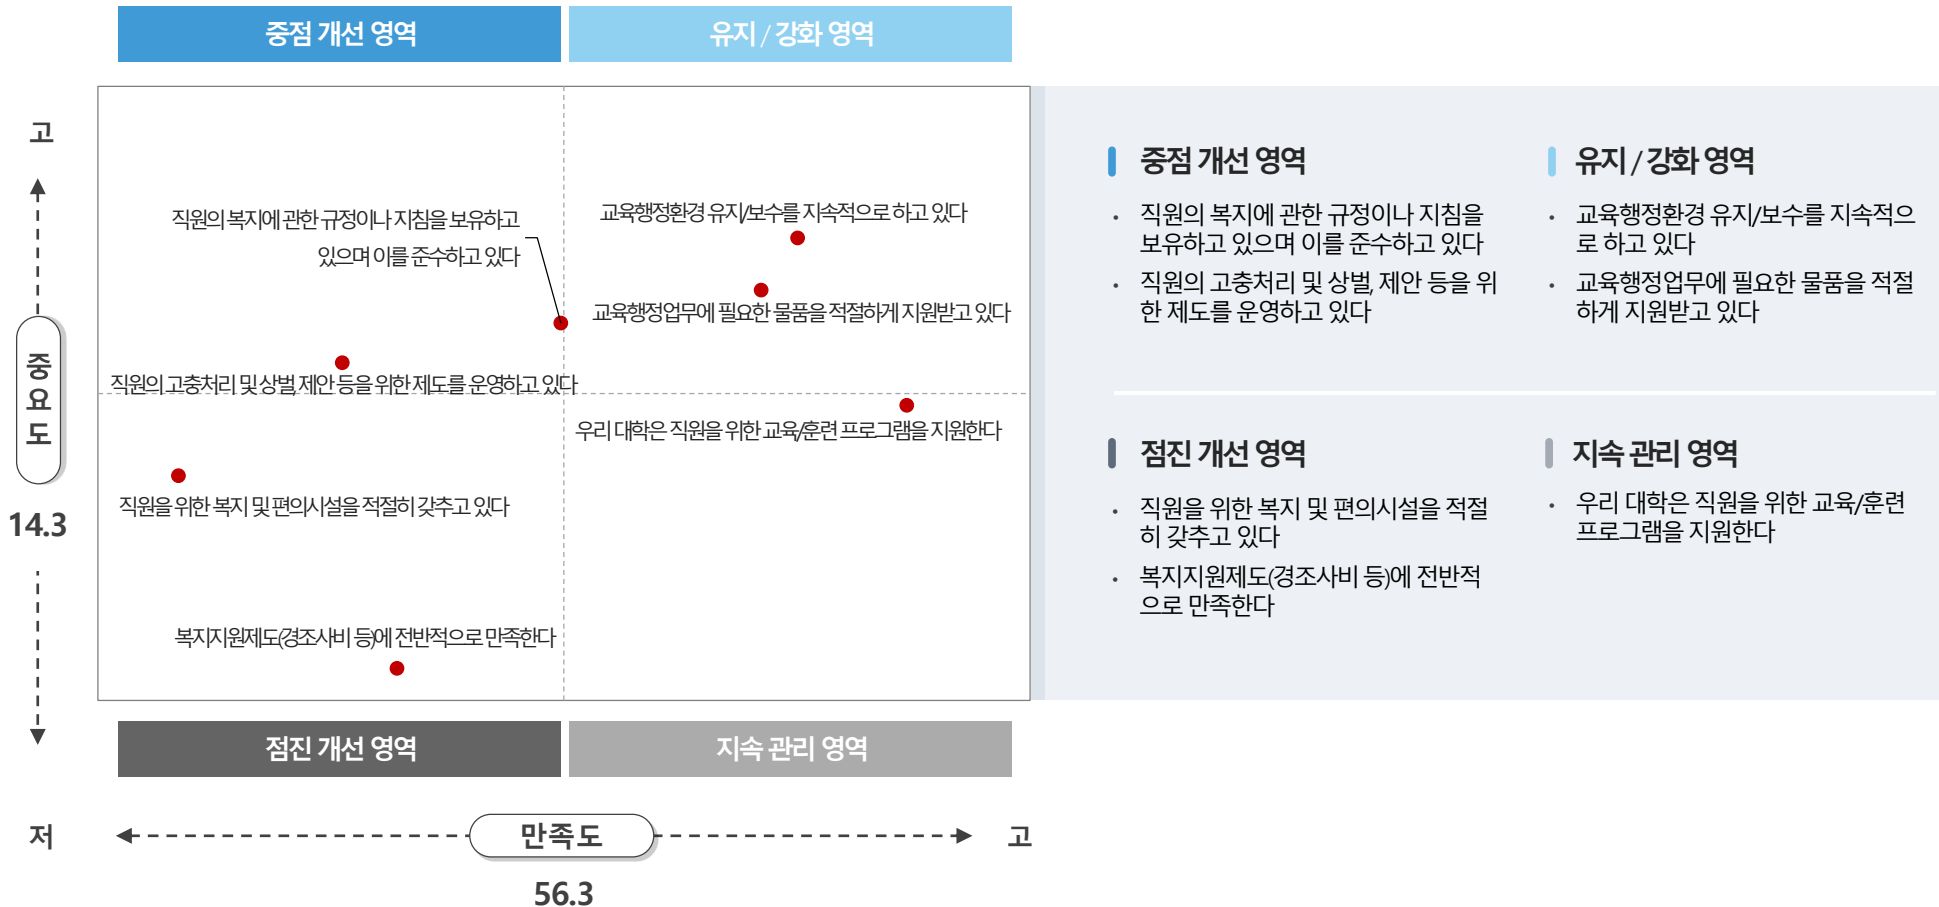 중점 개선 영역
유지 / 강화 영역
고
직원의 복지에 관한 규정이나 지침을 보유하고
있으며 이를 준수하고 있다
교육행정환경 유지/보수를 지속적으로 하고 있다
교육행정업무에 필요한 물품을 적절하게 지원받고 있다
직원의 고충처리 및 상벌, 제안 등을 위한 제도를 운영하고 있다
우리 대학은 직원을 위한 교육/훈련 프로그램을 지원한다
직원을 위한 복지 및 편의시설을 적절히 갖추고 있다
복지지원제도(경조사비 등)에 전반적으로 만족한다
중
요
도
14.3
점진 개선 영역
지속 관리 영역
저
만족도
고
56.3
중점 개선 영역
· 직원의 복지에 관한 규정이나 지침을
보유하고 있으며 이를 준수하고 있다
· 직원의 고충처리 및 상벌, 제안 등을 위
한 제도를 운영하고 있다
유지 / 강화 영역
· 교육행정환경 유지/보수를 지속적으
로 하고 있다
· 교육행정업무에 필요한 물품을 적절
하게 지원받고 있다
점진 개선 영역
· 직원을 위한 복지 및 편의시설을 적절
히 갖추고 있다
· 복지지원제도(경조사비 등)에 전반적
으로 만족한다
지속 관리 영역
· 우리 대학은 직원을 위한 교육/훈련
프로그램을 지원한다